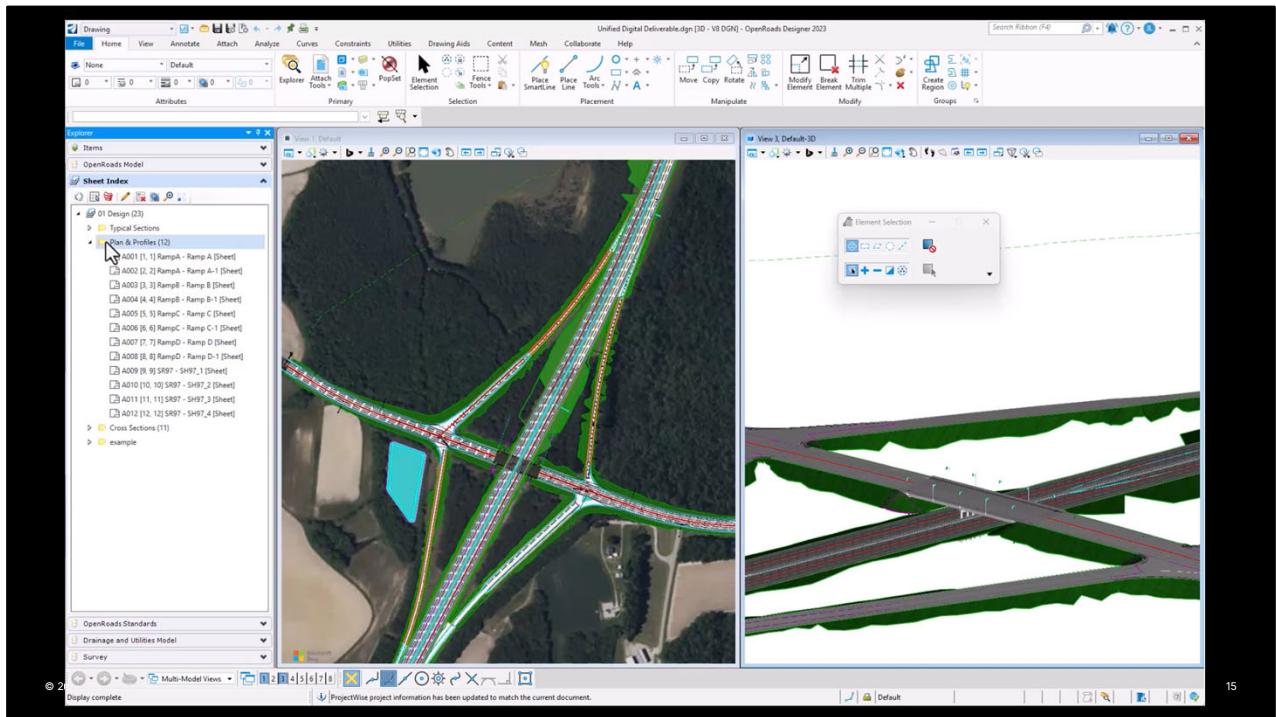 Drawing
Unified Digital Deliverable.dgn [3D - V8 DGN] - OpenRoads Designer 2023
Search Ribbon (F4)
File Home View Annotate Attach Analyze Curves Constraints Utilities Drawing Aids Content Mesh Collaborate Help
None Default
0 0 0 0 0
Explorer Attach Tools PopSet Element Selection Fence Tools Place SmartLine Place Line Arc Tools Move Copy Rotate Modify Element Break Element Trim Multiple Create Region
Attributes Primary Selection Placement Manipulate Modify Groups
Explorer
Items
OpenRoads Model
Sheet Index
01 Design (23)
Typical Sections
Plan & Profiles (12)
A001 [1, 1] RampA - Ramp A [Sheet]
A002 [2, 2] RampA - Ramp A-1 [Sheet]
A003 [3, 3] RampB - Ramp B [Sheet]
A004 [4, 4] RampB - Ramp B-1 [Sheet]
A005 [5, 5] RampC - Ramp C [Sheet]
A006 [6, 6] RampC - Ramp C-1 [Sheet]
A007 [7, 7] RampD - Ramp D [Sheet]
A008 [8, 8] RampD - Ramp D-1 [Sheet]
A009 [9, 9] SR97 - SH97_1 [Sheet]
A010 [10, 10] SR97 - SH97_2 [Sheet]
A011 [11, 11] SR97 - SH97_3 [Sheet]
A012 [12, 12] SR97 - SH97_4 [Sheet]
Cross Sections (11)
example
OpenRoads Standards
Drainage and Utilities Model
Survey
View 1, Default
View 3, Default-3D
Element Selection
Multi-Model Views
1 2 3 4 5 6 7 8
Display complete
ProjectWise project information has been updated to match the current document.
Default
© 20
15